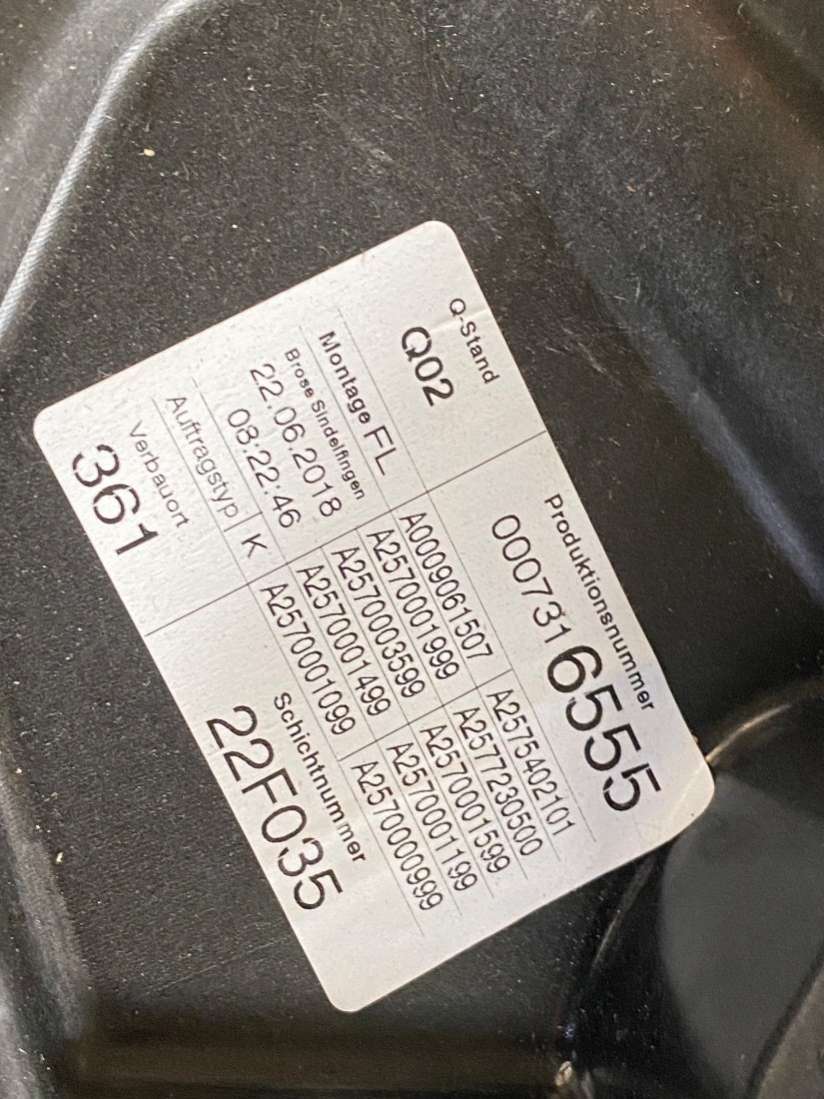 Q-Stand
Q02
Produktionsnummer
0007316555
Montage FL
Brose Sindelfingen
22.06.2018
08:22:46
Auftragstyp K
Verbauort
361
A0009061507
A2570001999
A2570003599
A2570001499
A2570001099
A2575402101
A2577230500
A2570001599
A2570001199
A2570000999
Schichtnummer
22F035